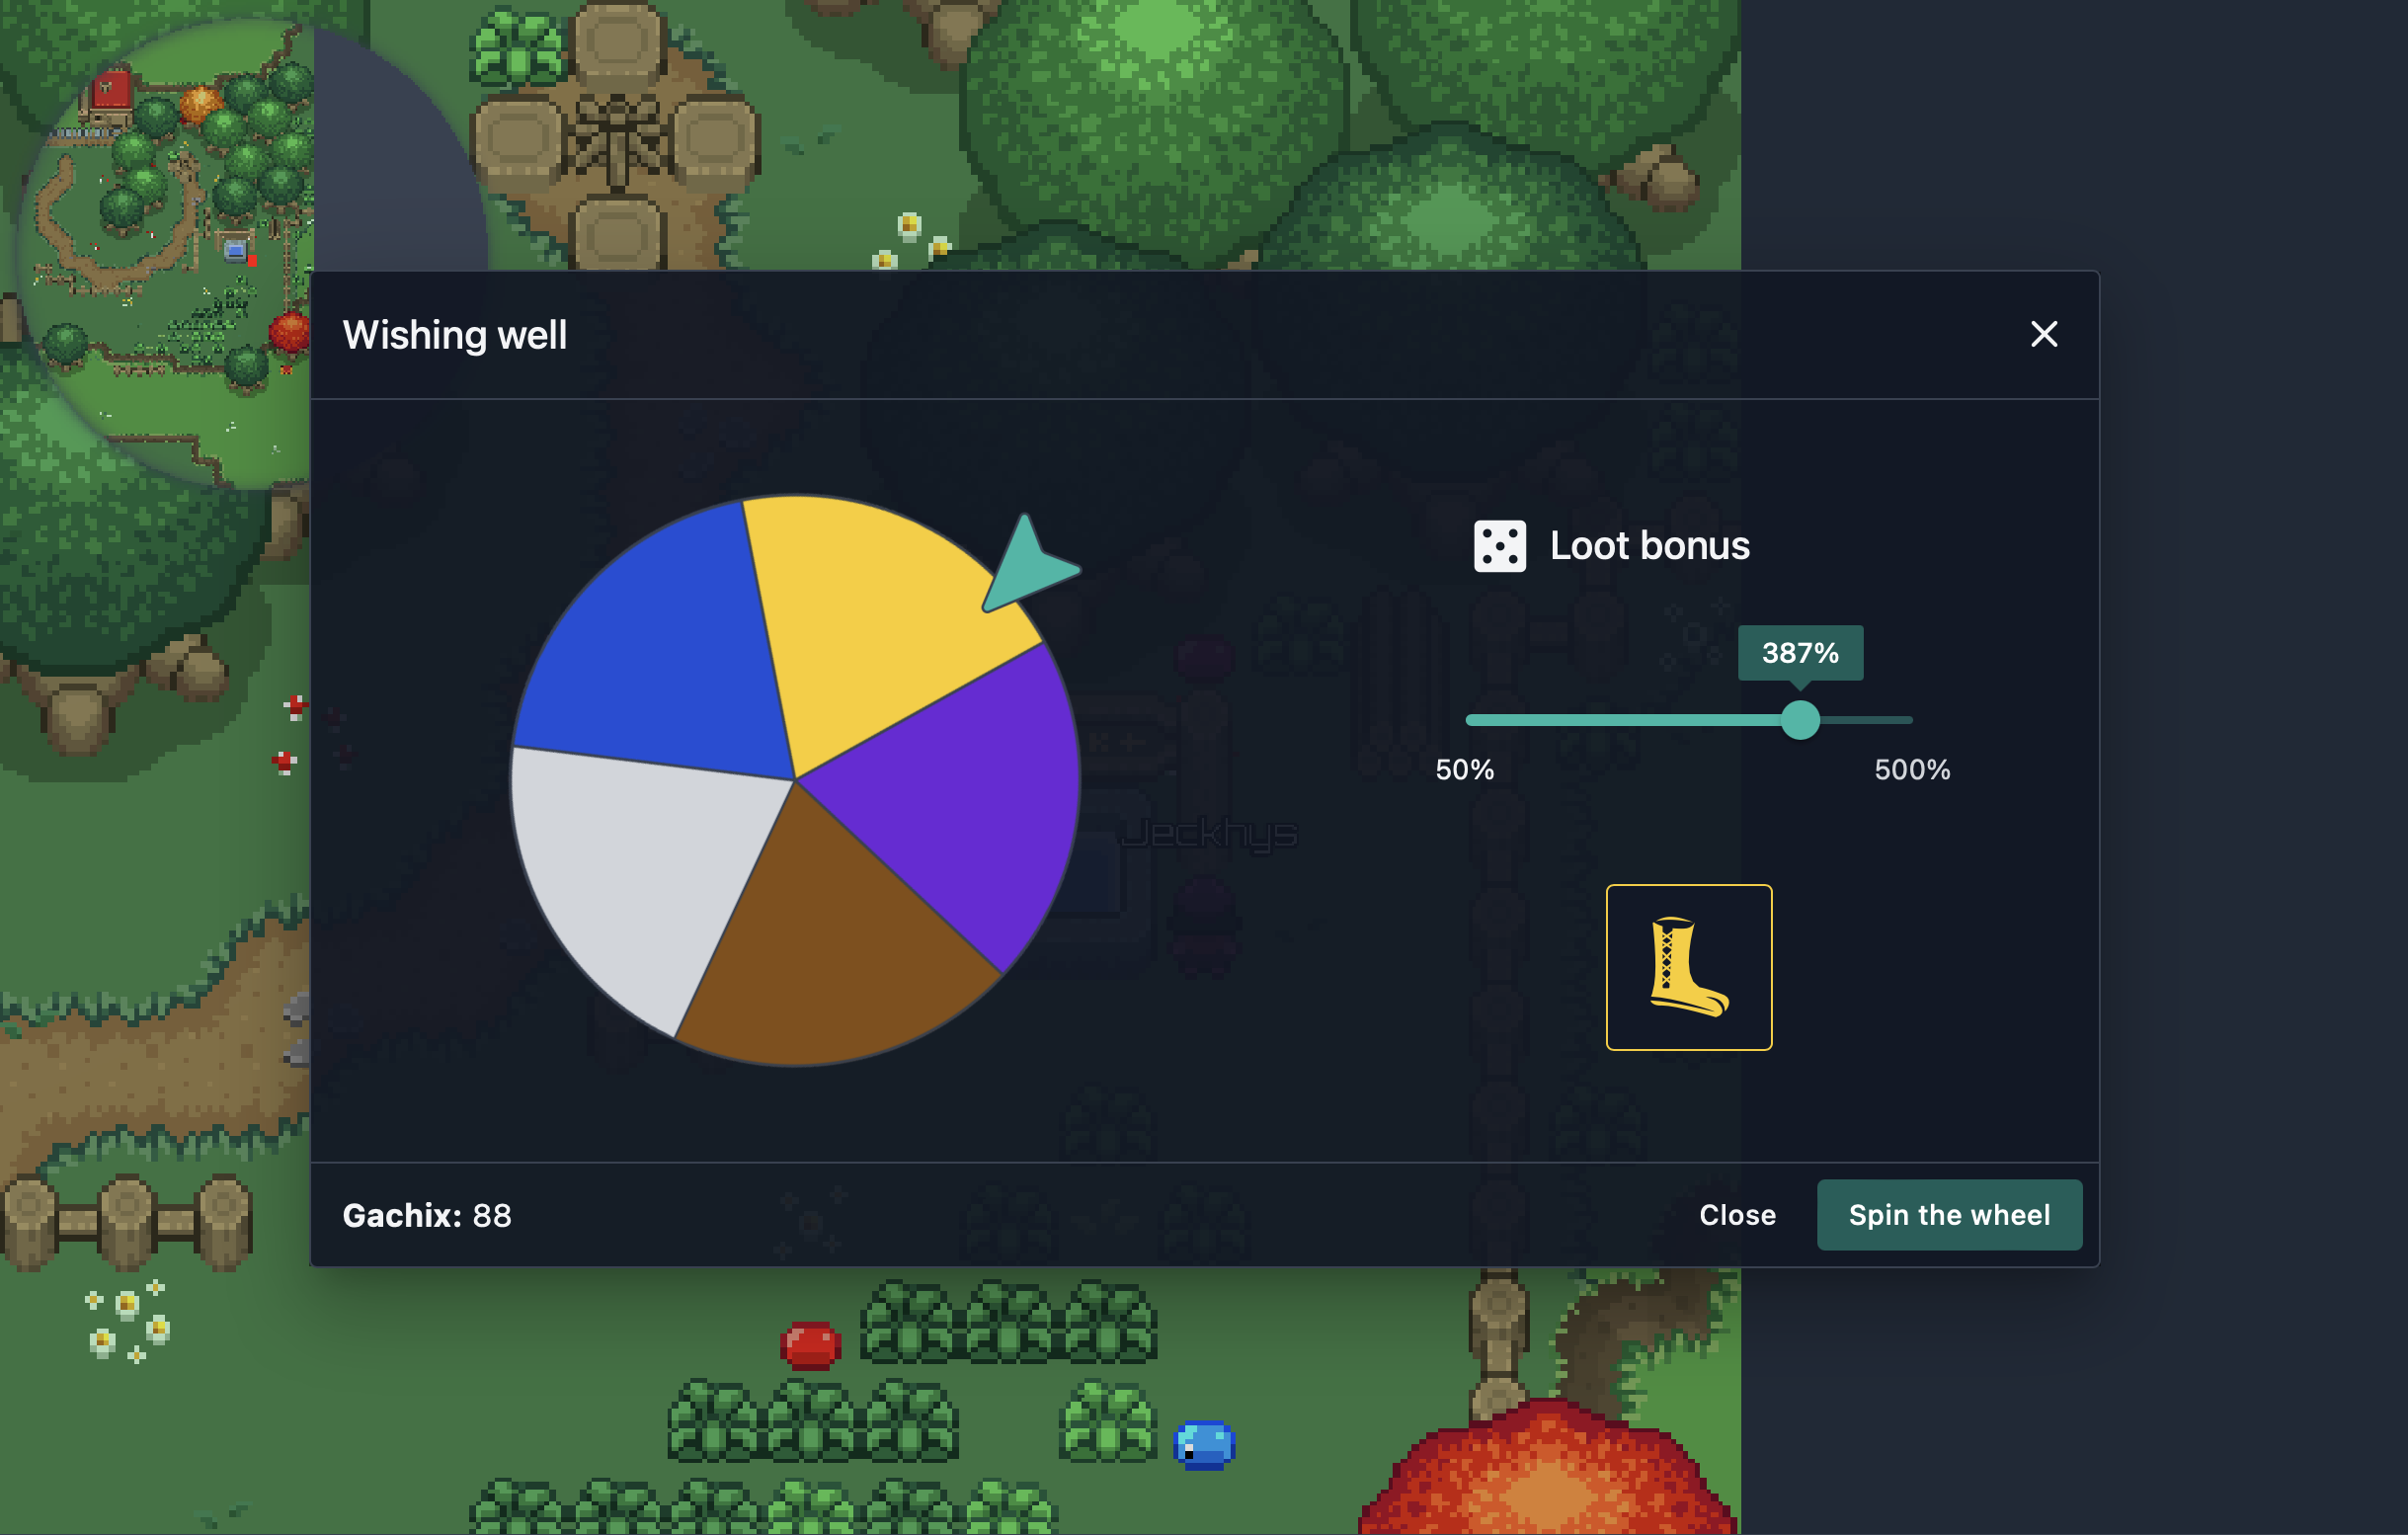 Wishing well
Loot bonus
387%
50%
500%
Jeckhys
Gachix: 88
Close
Spin the wheel